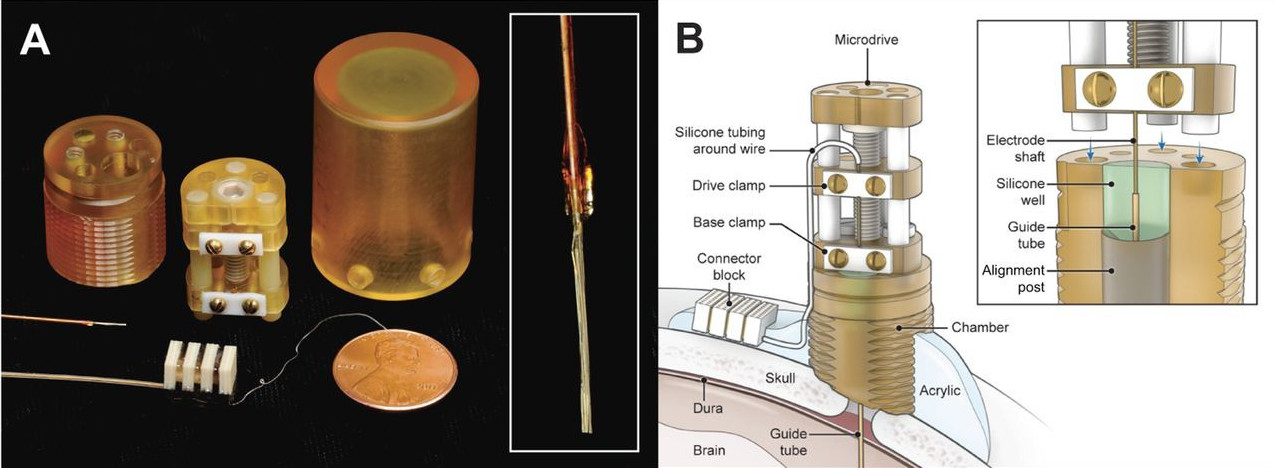 A
B
Microdrive
Silicone tubing
around wire
Drive clamp
Base clamp
Connector
block
Chamber
Skull
Acrylic
Dura
Guide
tube
Brain
Electrode
shaft
Silicone
well
Guide
tube
Alignment
post